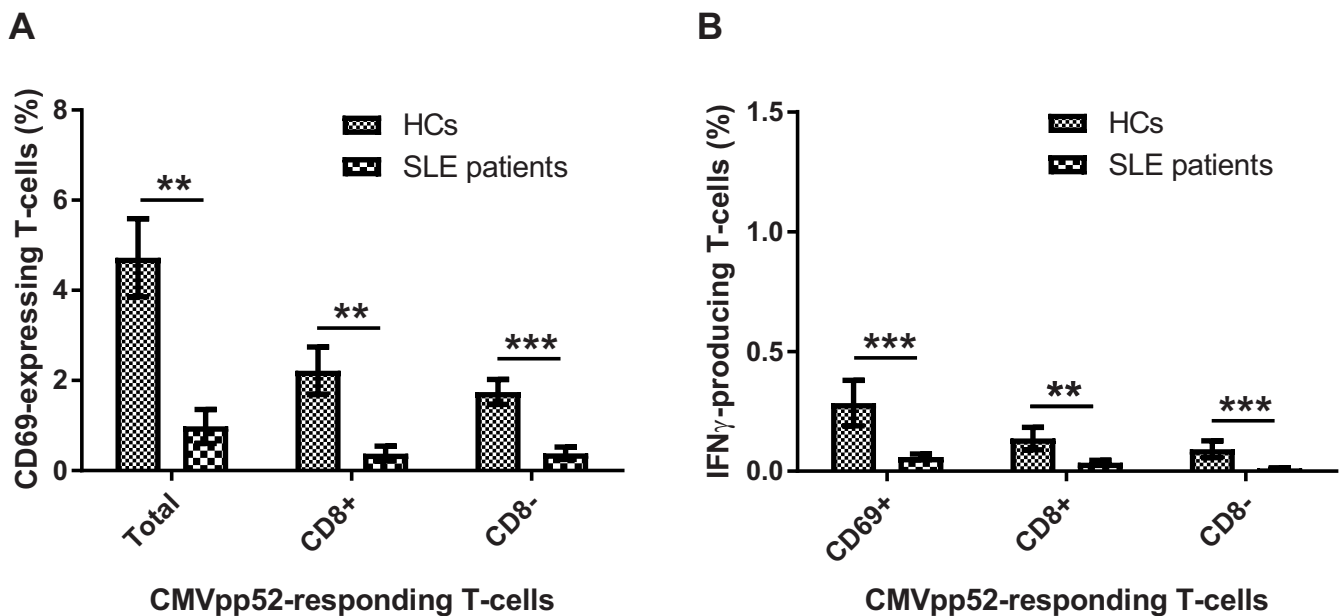 A
CD69-expressing T-cells (%)
8
6
4
2
0
HCs
SLE patients
**
**
***
Total
CD8+
CD8-
CMVpp52-responding T-cells
B
IFNγ-producing T-cells (%)
1.5
1.0
0.5
0.0
HCs
SLE patients
***
**
***
CD69+
CD8+
CD8-
CMVpp52-responding T-cells